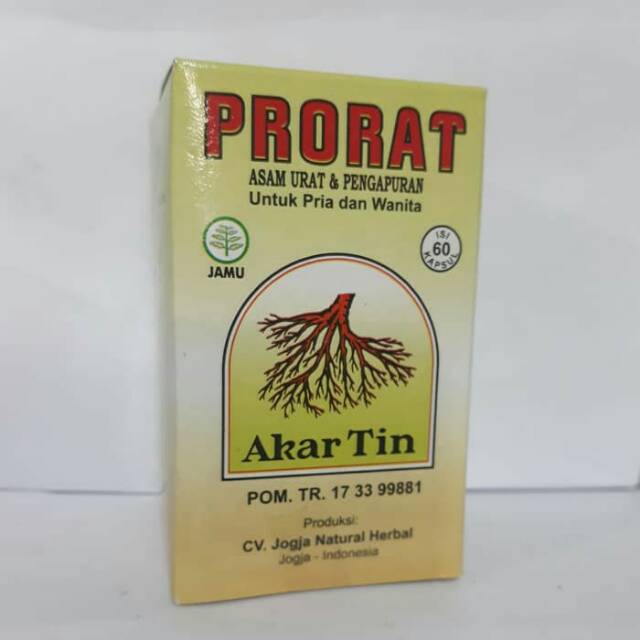 PRORAT
ASAM URAT & PENGAPURAN
Untuk Pria dan Wanita
JAMU
ISI
60
KAPSUL
Akar Tin
POM. TR. 17 33 99881
Produksi:
CV. Jogja Natural Herbal
Jogja - Indonesia